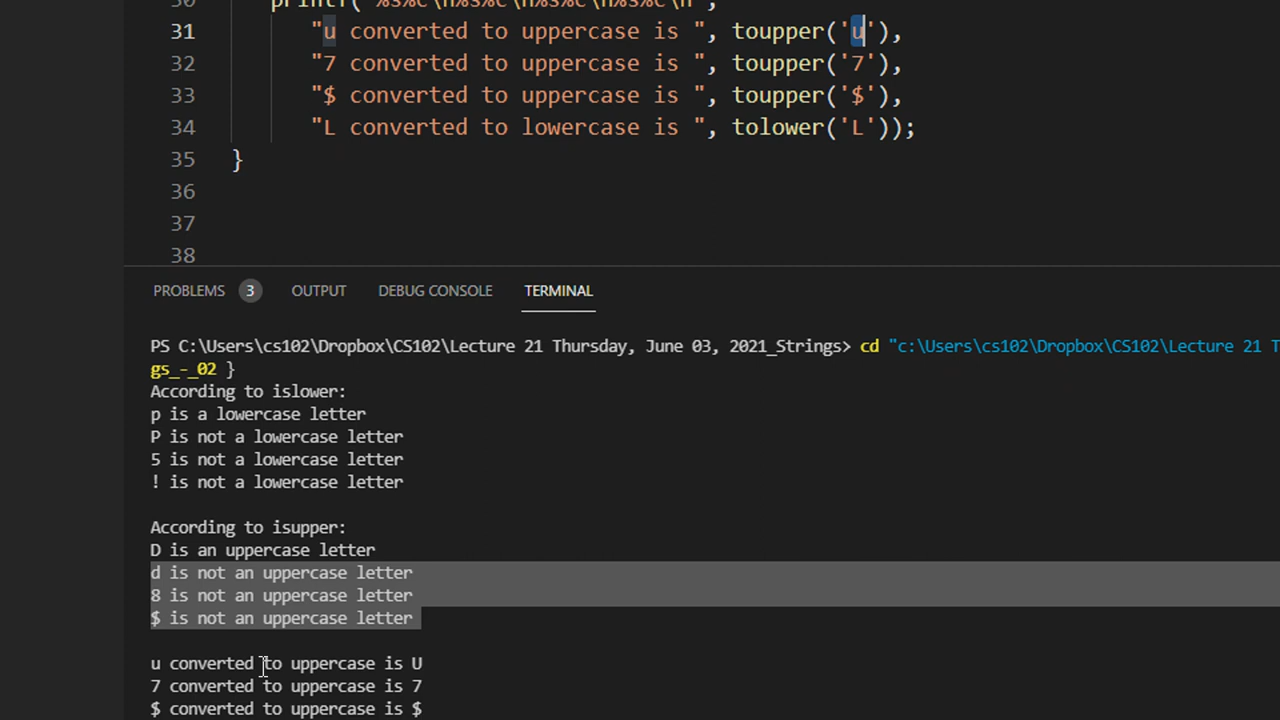 30 printf("%s%c\n%s%c\n%s%c\n%s%c\n",
31 "u converted to uppercase is ", toupper('u'),
32 "7 converted to uppercase is ", toupper('7'),
33 "$ converted to uppercase is ", toupper('$'),
34 "L converted to lowercase is ", tolower('L'));
35 }
36
37
38
PROBLEMS 3 OUTPUT DEBUG CONSOLE TERMINAL
PS C:\Users\cs102\Dropbox\CS102\Lecture 21 Thursday, June 03, 2021_Strings> cd "c:\Users\cs102\Dropbox\CS102\Lecture 21 T
gs_-_02 }
According to islower:
p is a lowercase letter
P is not a lowercase letter
5 is not a lowercase letter
! is not a lowercase letter
According to isupper:
D is an uppercase letter
d is not an uppercase letter
8 is not an uppercase letter
$ is not an uppercase letter
u converted to uppercase is U
7 converted to uppercase is 7
$ converted to uppercase is $